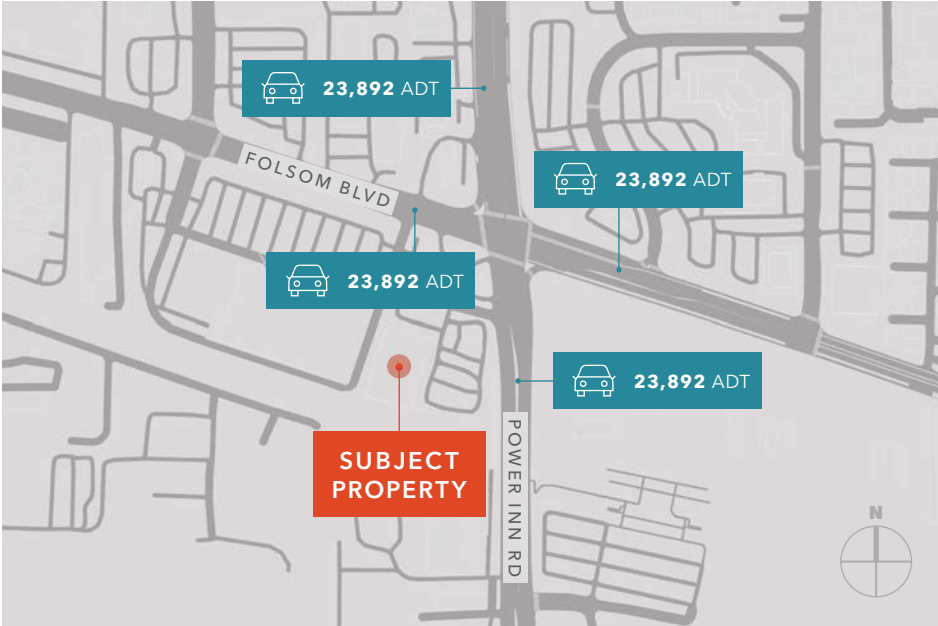 23,892 ADT
FOLSOM BLVD
23,892 ADT
23,892 ADT
23,892 ADT
SUBJECT
PROPERTY
POWER INN RD
N